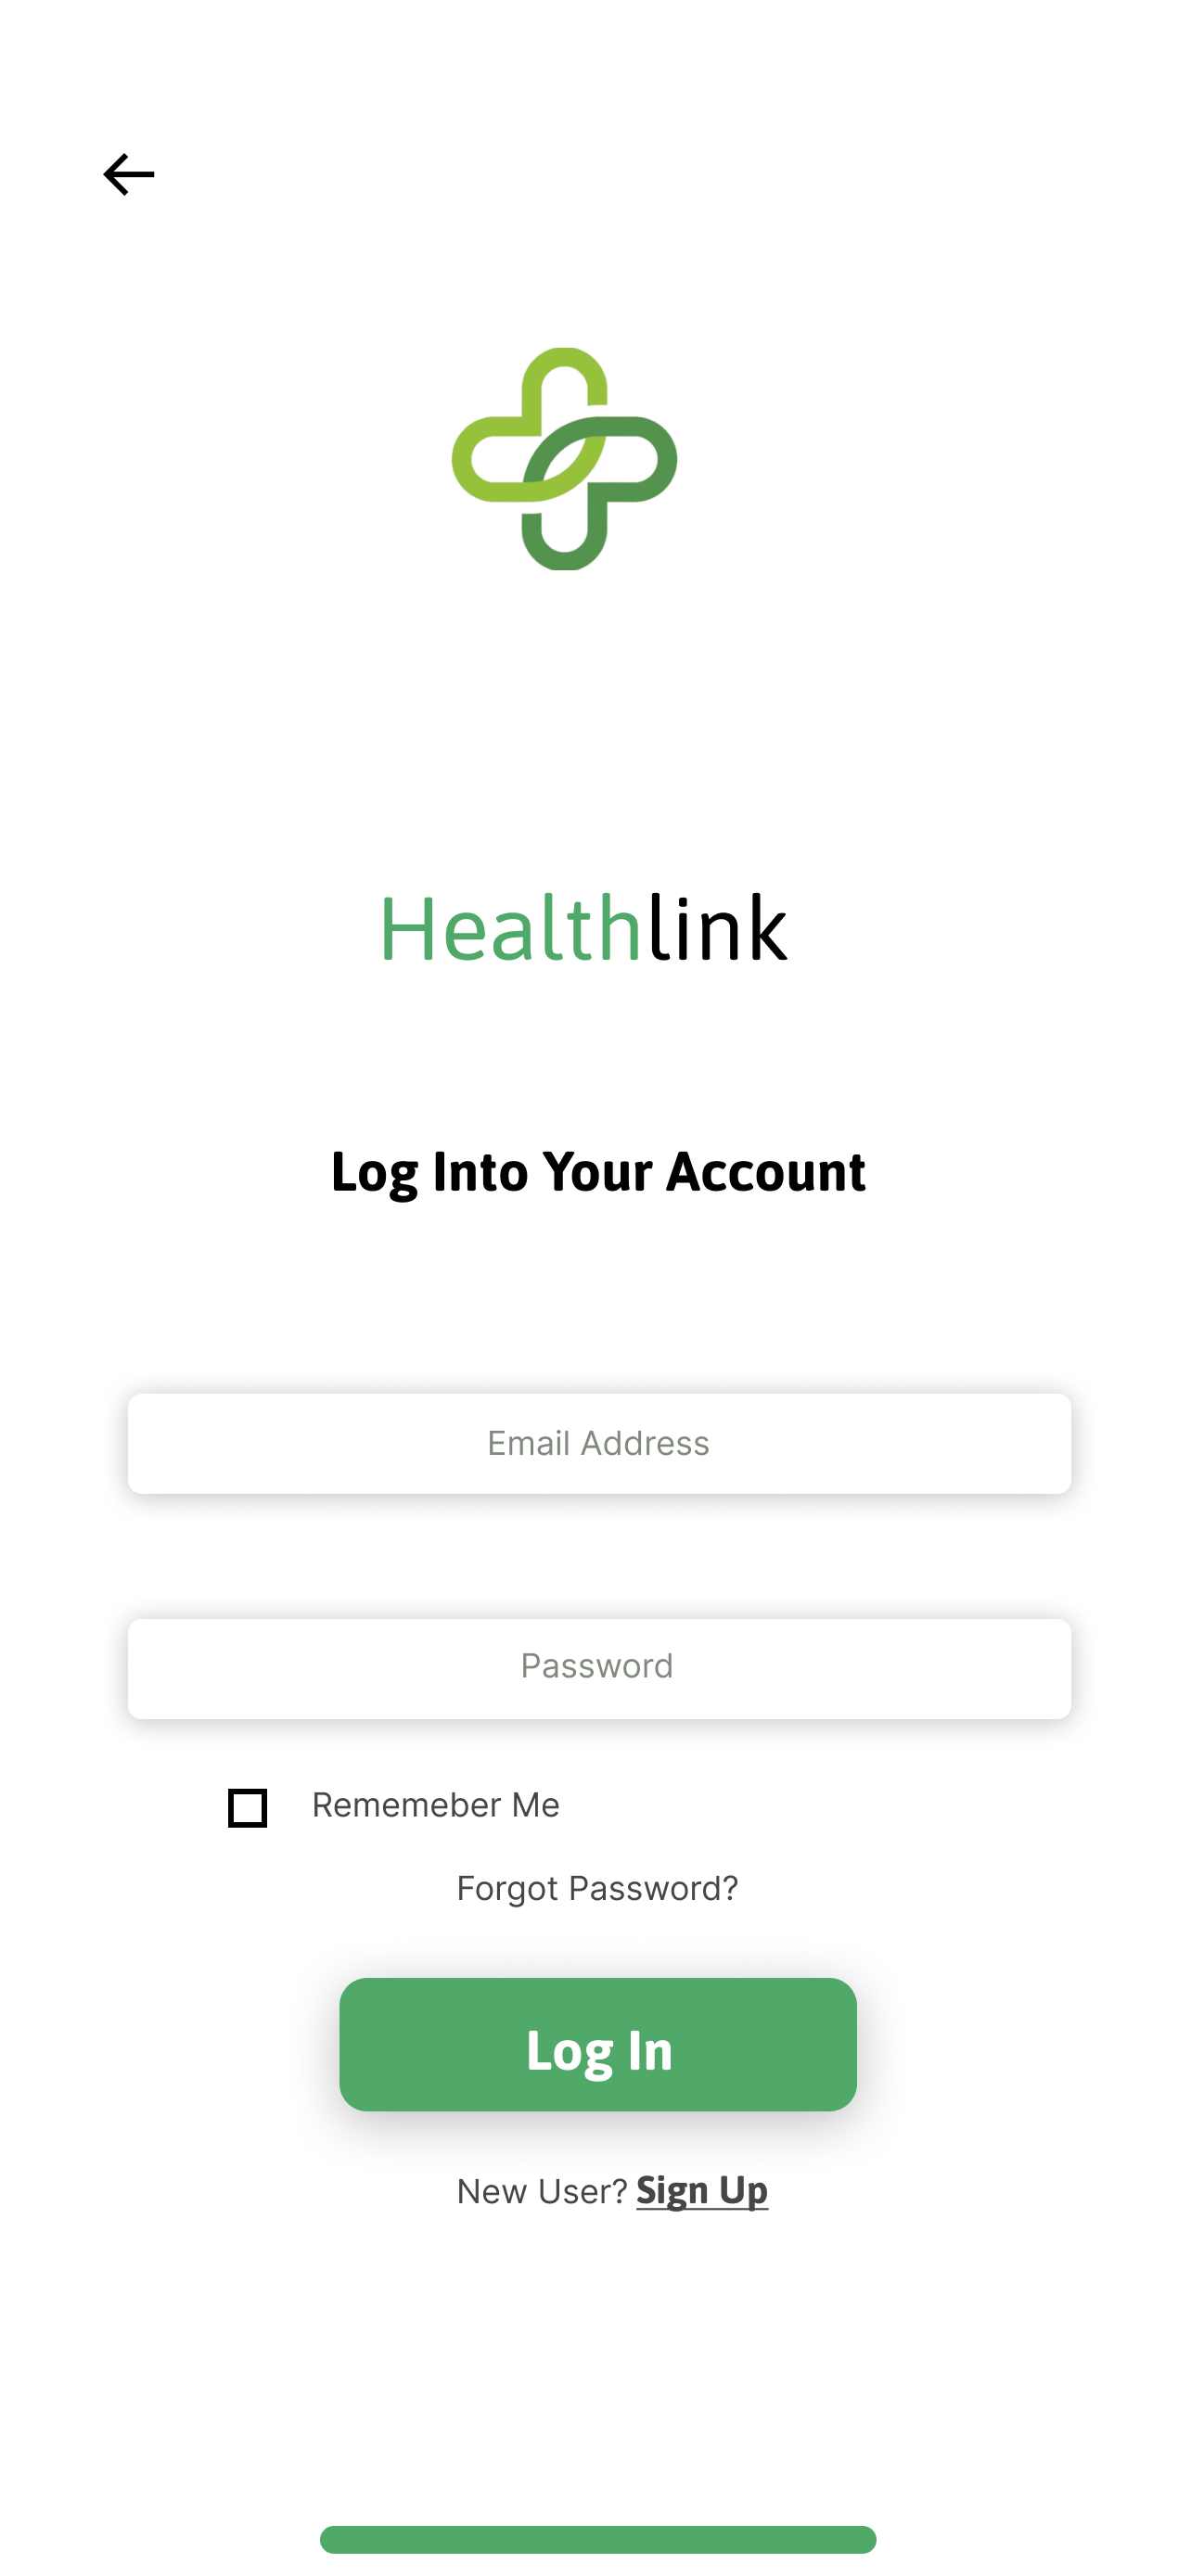 Healthlink
Log Into Your Account
Email Address
Password
Rememeber Me
Forgot Password?
Log In
New User? Sign Up